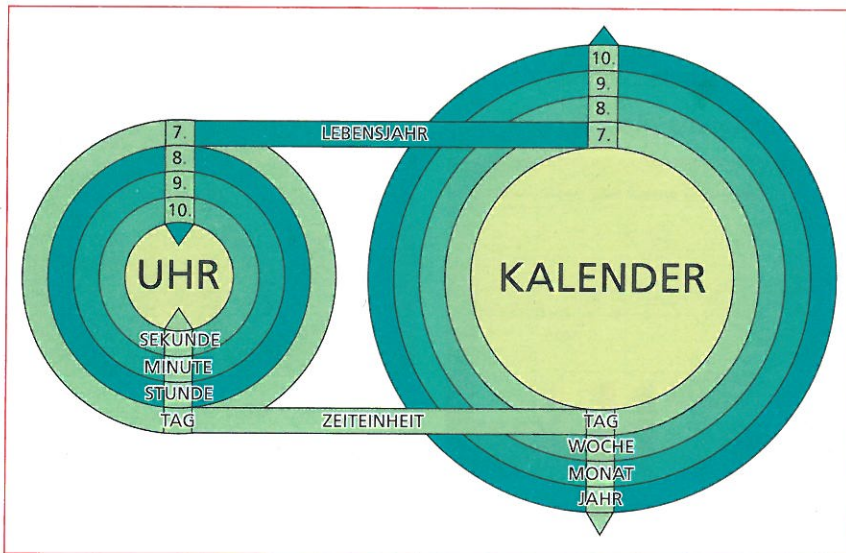 10.
9.
8.
7. LEBENSJAHR 7.
8.
9.
10.
UHR KALENDER
SEKUNDE
MINUTE
STUNDE
TAG ZEITEINHEIT TAG
WOCHE
MONAT
JAHR